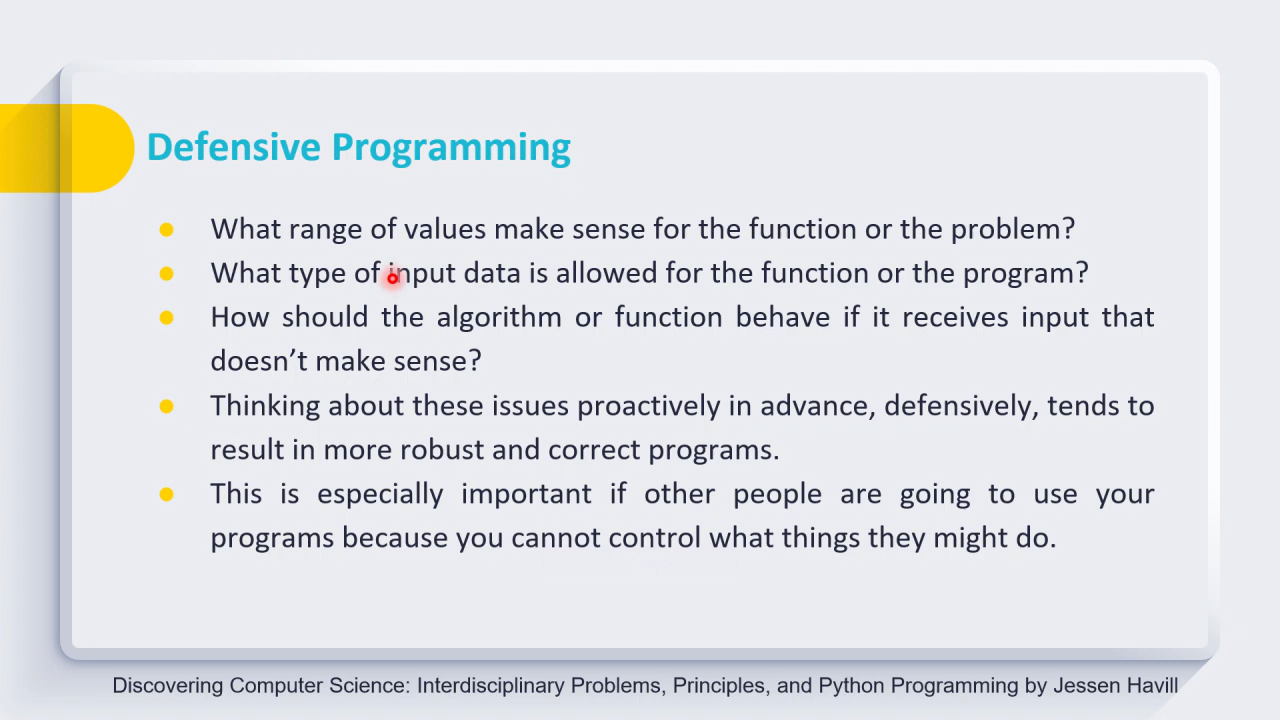 Defensive Programming
What range of values make sense for the function or the problem?
What type of input data is allowed for the function or the program?
How should the algorithm or function behave if it receives input that
doesn’t make sense?
Thinking about these issues proactively in advance, defensively, tends to
result in more robust and correct programs.
This is especially important if other people are going to use your
programs because you cannot control what things they might do.
Discovering Computer Science: Interdisciplinary Problems, Principles, and Python Programming by Jessen Havill